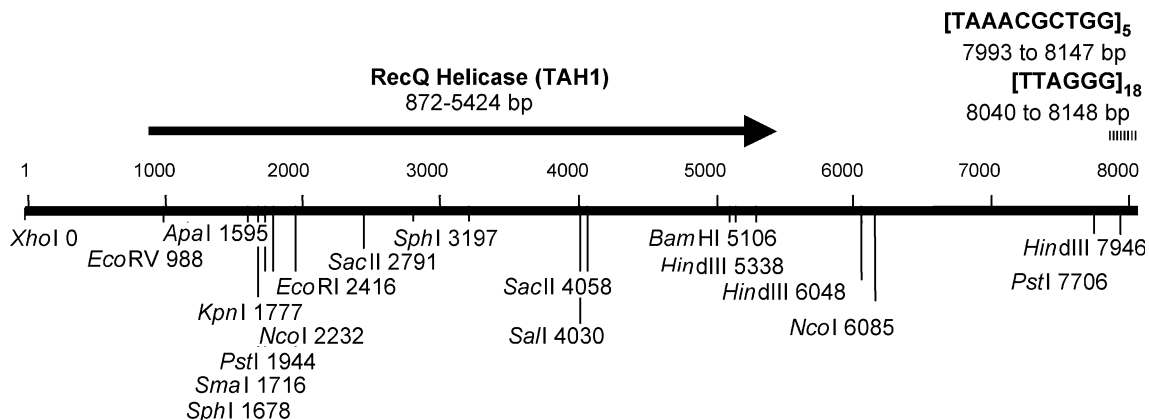 [TAAACGCTGG]5
7993 to 8147 bp
RecQ Helicase (TAH1)
[TTAGGG]18
872-5424 bp
8040 to 8148 bp
1 1000 2000 3000 4000 5000 6000 7000 8000
XhoI 0
ApaI 1595
SphI 3197
BamHI 5106
HindIII 7946
EcoRV 988
SacII 2791
HindIII 5338
EcoRI 2416
SacII 4058
HindIII 6048
PstI 7706
KpnI 1777
NcoI 2232
SalI 4030
NcoI 6085
PstI 1944
SmaI 1716
SphI 1678